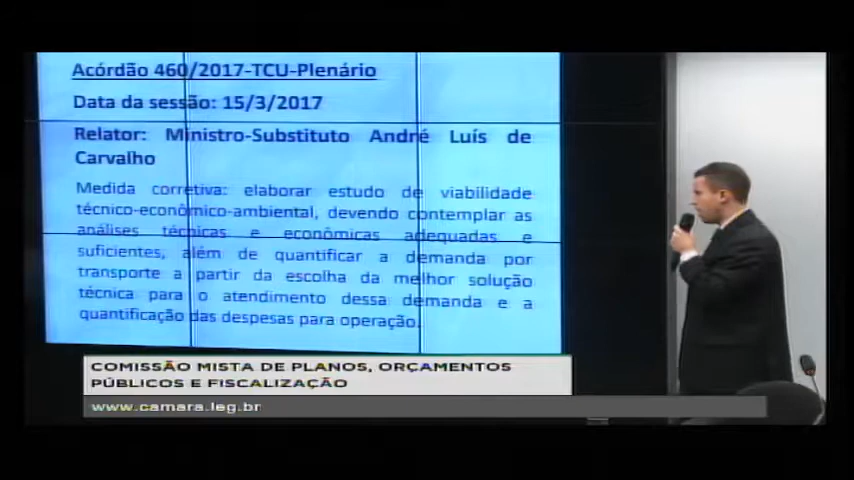 Acórdão 460/2017-TCU-Plenário
Data da sessão: 15/3/2017
Relator: Ministro-Substituto André Luís de
Carvalho
Medida corretiva: elaborar estudo de viabilidade
técnico-econômico-ambiental, devendo contemplar as
análises técnicas e econômicas adequadas e
suficientes, além de quantificar a demanda por
transporte a partir da escolha da melhor solução
técnica para o atendimento dessa demanda e a
quantificação das despesas para operação.
COMISSÃO MISTA DE PLANOS, ORÇAMENTOS
PÚBLICOS E FISCALIZAÇÃO
www.camara.leg.br